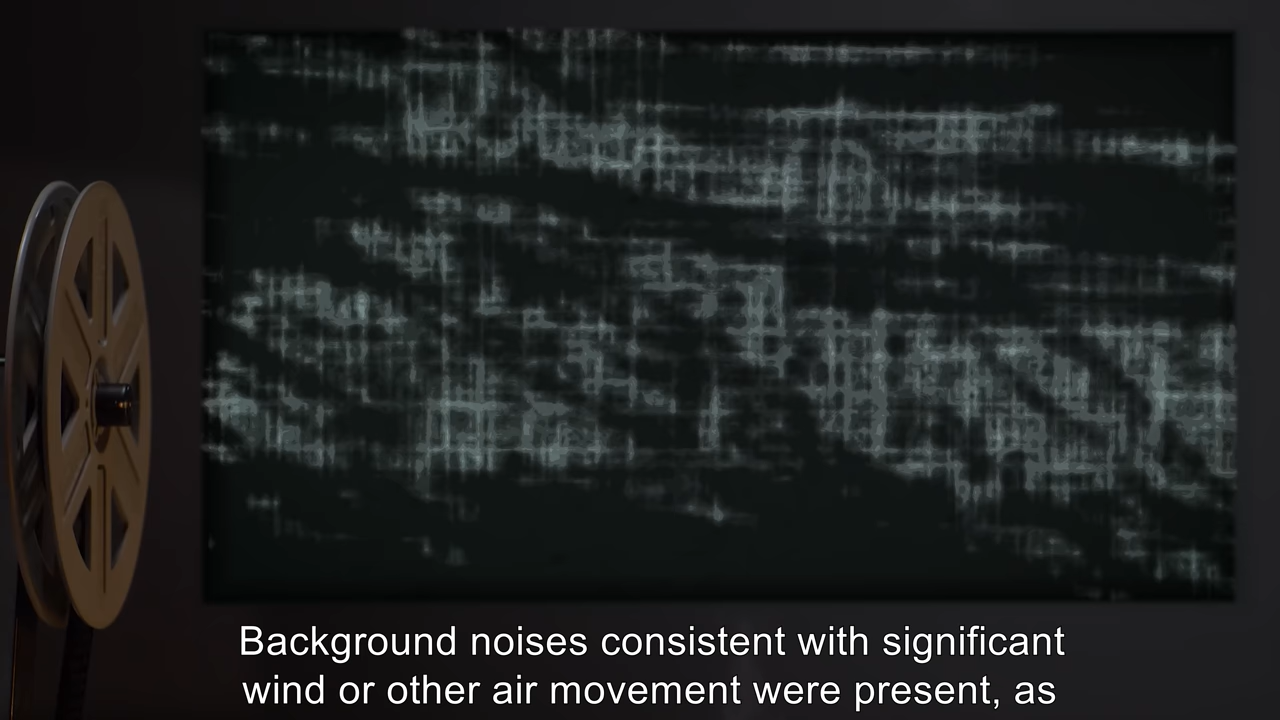 Background noises consistent with significant
wind or other air movement were present, as